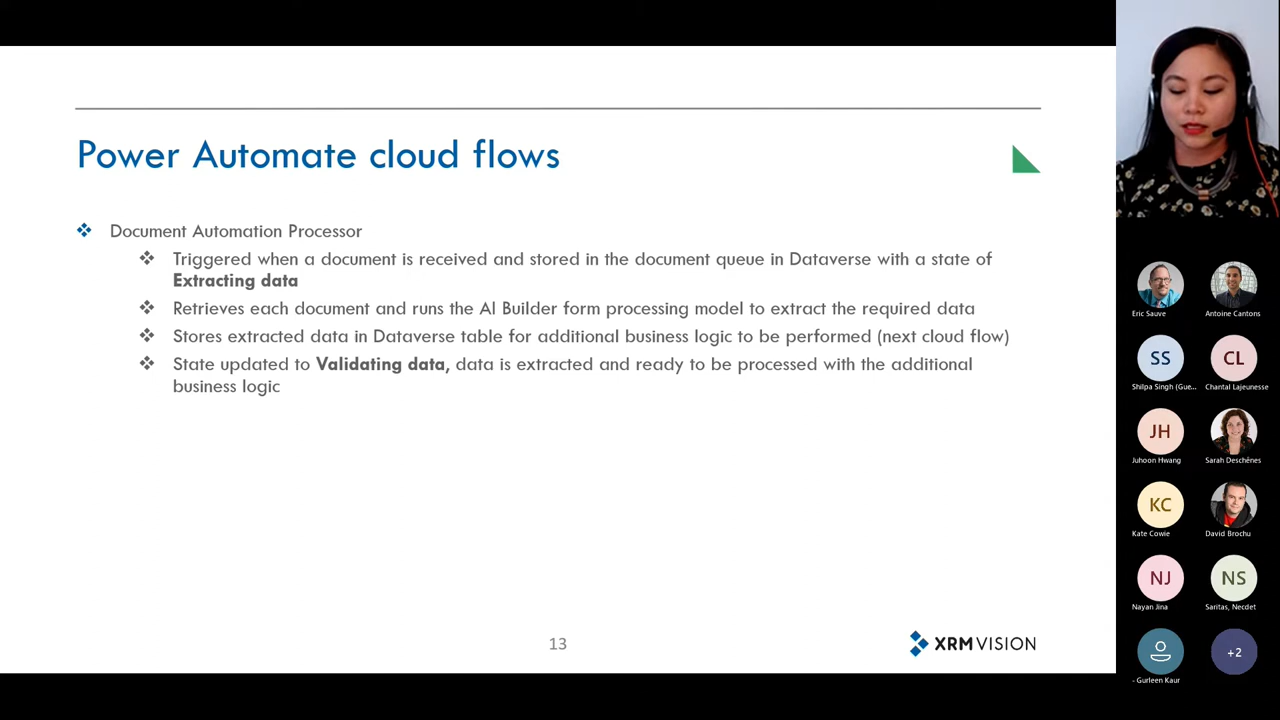 Power Automate cloud flows
Document Automation Processor
Triggered when a document is received and stored in the document queue in Dataverse with a state of
Extracting data
Retrieves each document and runs the AI Builder form processing model to extract the required data
Stores extracted data in Dataverse table for additional business logic to be performed (next cloud flow)
State updated to Validating data, data is extracted and ready to be processed with the additional
business logic
13
XRM VISION
Eric Sauve
Antoine Cantons
SS
CL
Shilpa Singh (Gue...
Chantal Lajeunesse
JH
Juhoon Hwang
Sarah Deschênes
KC
Kate Cowie
David Brochu
NJ
NS
Nayan Jina
Saritas, Necdet
+2
- Gurleen Kaur